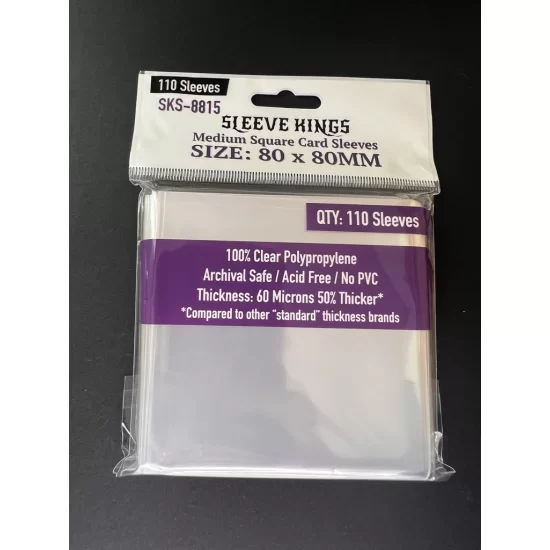 110 Sleeves
SKS-8815
SLEEVE KINGS
Medium Square Card Sleeves
SIZE: 80 x 80MM
QTY: 110 Sleeves
100% Clear Polypropylene
Archival Safe / Acid Free / No PVC
Thickness: 60 Microns 50% Thicker*
*Compared to other "standard" thickness brands